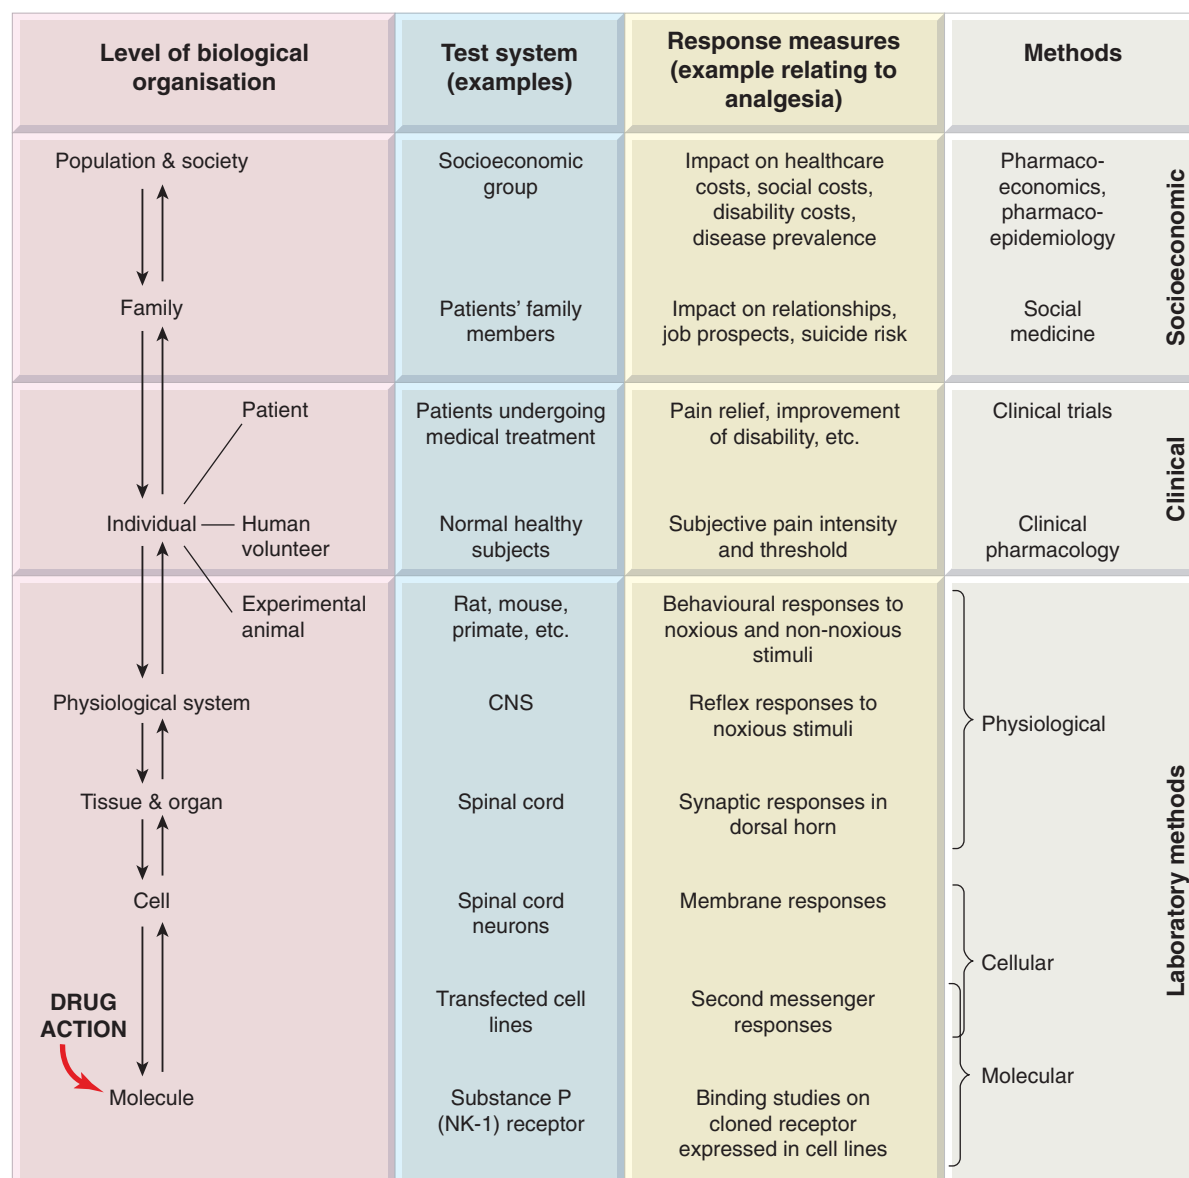 Level of biological
organisation
Test system
(examples)
Response measures
(example relating to
analgesia)
Methods
Population & society
Socioeconomic
group
Impact on healthcare
costs, social costs,
disability costs,
disease prevalence
Pharmaco-
economics,
pharmaco-
epidemiology
Socioeconomic
Family
Patients’ family
members
Impact on relationships,
job prospects, suicide risk
Social
medicine
Patient
Patients undergoing
medical treatment
Pain relief, improvement
of disability, etc.
Clinical trials
Clinical
Individual
Human
volunteer
Normal healthy
subjects
Subjective pain intensity
and threshold
Clinical
pharmacology
Experimental
animal
Rat, mouse,
primate, etc.
Behavioural responses to
noxious and non-noxious
stimuli
Physiological system
CNS
Reflex responses to
noxious stimuli
Physiological
Tissue & organ
Spinal cord
Synaptic responses in
dorsal horn
Laboratory methods
Cell
Spinal cord
neurons
Membrane responses
Cellular
DRUG
ACTION
Transfected cell
lines
Second messenger
responses
Molecular
Molecule
Substance P
(NK-1) receptor
Binding studies on
cloned receptor
expressed in cell lines